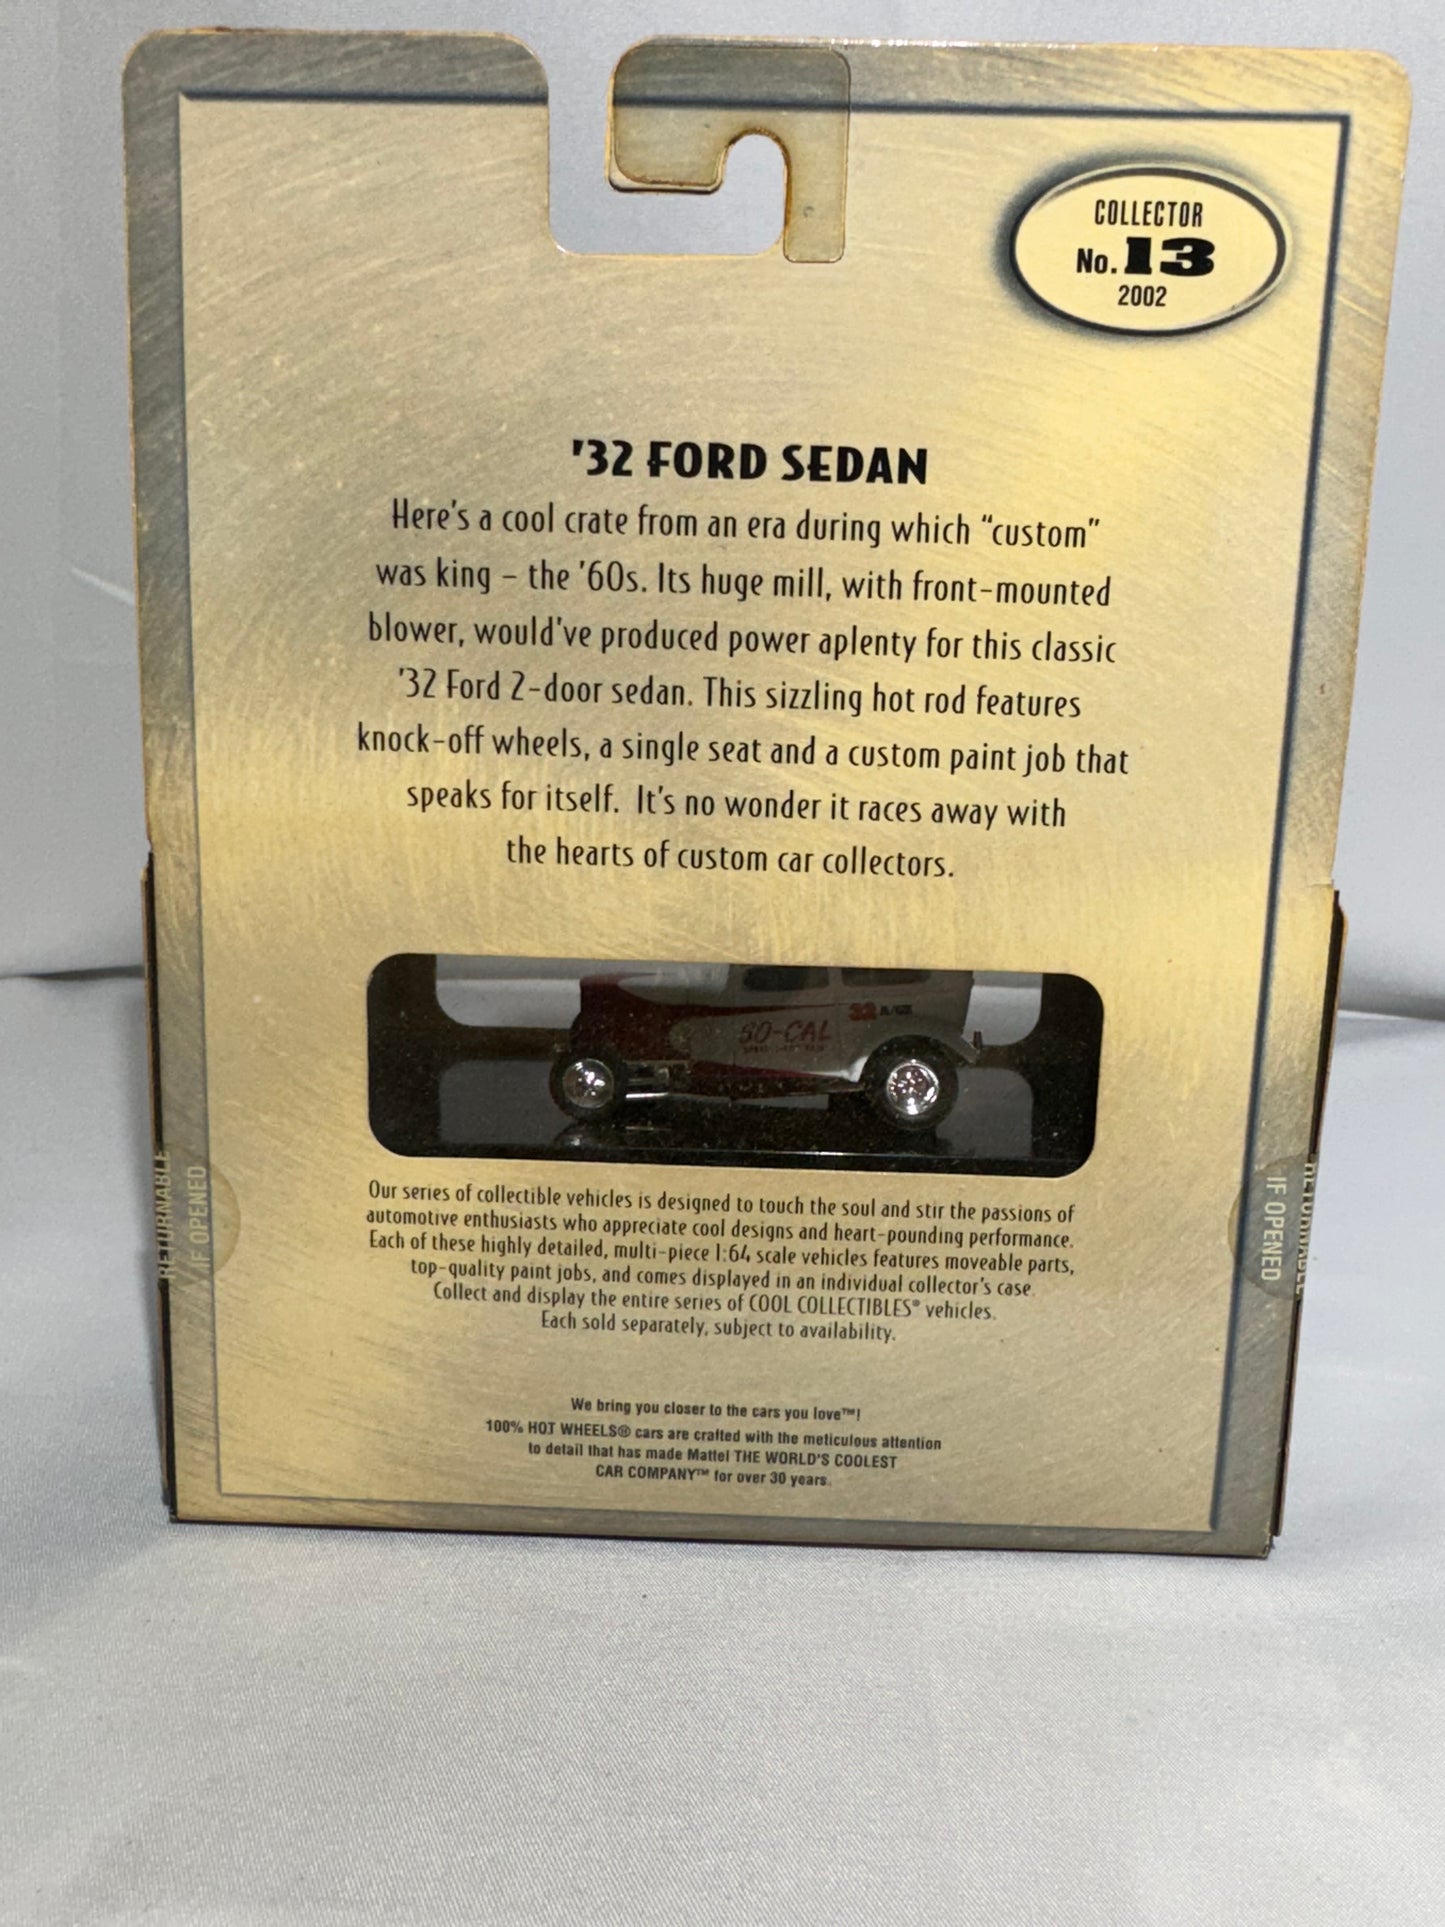 COLLECTOR
No. 13
2002
'32 FORD SEDAN
Here's a cool crate from an era during which "custom"
was king – the '60s. Its huge mill, with front-mounted
blower, would've produced power aplenty for this classic
'32 Ford 2-door sedan. This sizzling hot rod features
knock-off wheels, a single seat and a custom paint job that
speaks for itself. It's no wonder it races away with
the hearts of custom car collectors.
32
SO-CAL
RETURNABLE
IF OPENED
IF OPENED
Our series of collectible vehicles is designed to touch the soul and stir the passions of
automotive enthusiasts who appreciate cool designs and heart-pounding performance.
Each of these highly detailed, multi-piece 1:64 scale vehicles features moveable parts,
top-quality paint jobs, and comes displayed in an individual collector's case.
Collect and display the entire series of COOL COLLECTIBLES® vehicles.
Each sold separately, subject to availability.
We bring you closer to the cars you love™!
100% HOT WHEELS® cars are crafted with the meticulous attention
to detail that has made Mattel THE WORLD'S COOLEST
CAR COMPANY™ for over 30 years.